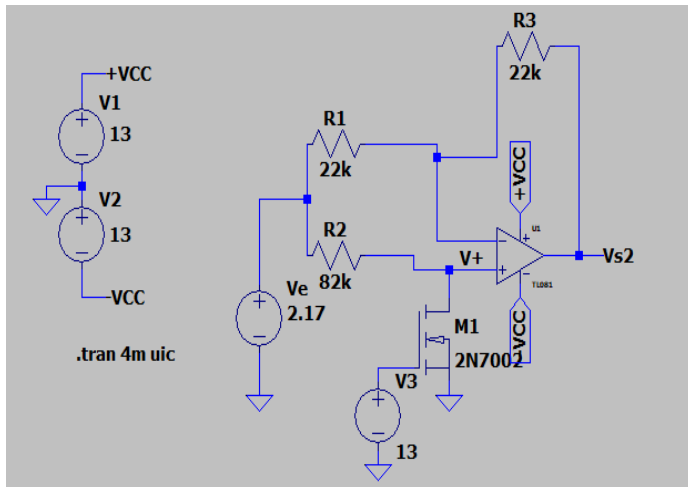 R3
22k
+VCC
V1
13
R1
22k
+VCC
V2
13
R2
82k
U1
V+
Vs2
TL081
-VCC
Ve
2.17
M1
2N7002
-VCC
.tran 4m uic
V3
13